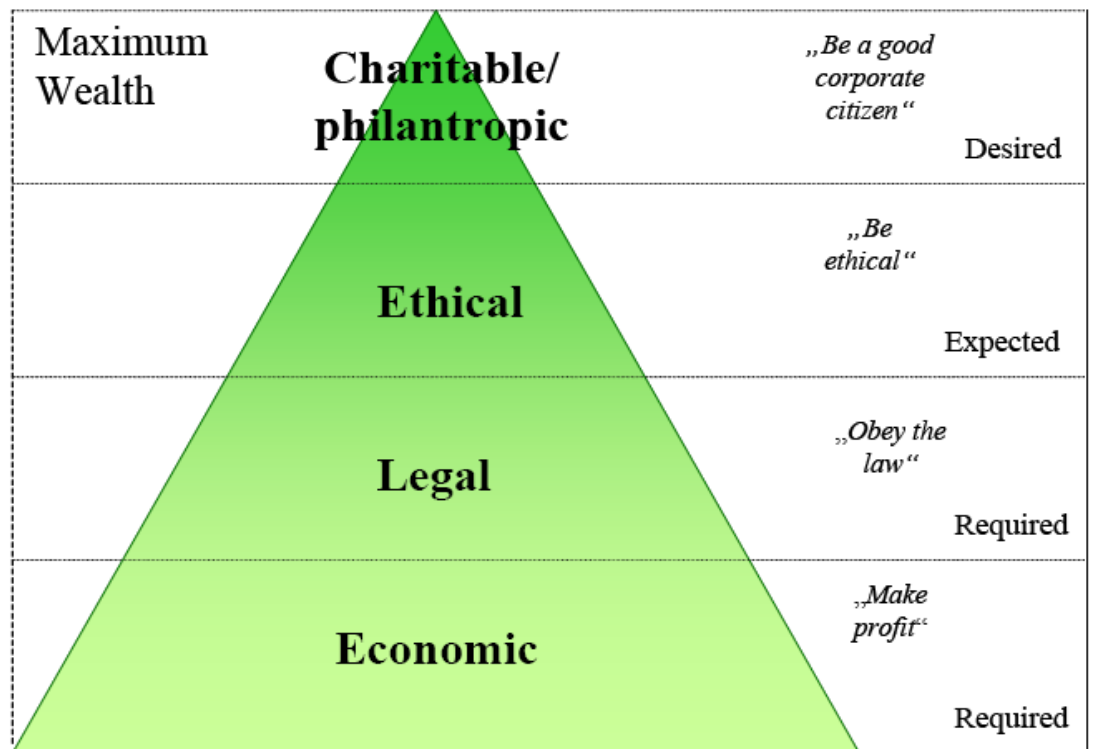 Maximum
Wealth
Charitable/
philantropic
„Be a good
corporate
citizen“
Desired
Ethical
„Be
ethical“
Expected
Legal
„Obey the
law“
Required
Economic
„Make
profit“
Required